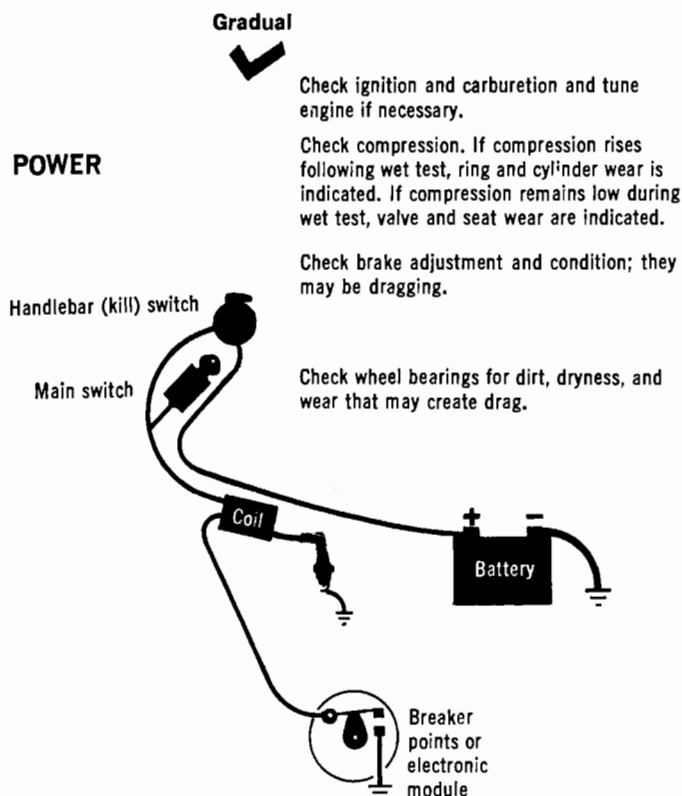 Gradual
Check ignition and carburetion and tune
engine if necessary.
POWER
Check compression. If compression rises
following wet test, ring and cylinder wear is
indicated. If compression remains low during
wet test, valve and seat wear are indicated.
Check brake adjustment and condition; they
may be dragging.
Handlebar (kill) switch
Main switch
Check wheel bearings for dirt, dryness, and
wear that may create drag.
Coil
+ −
Battery
Breaker
points or
electronic
module